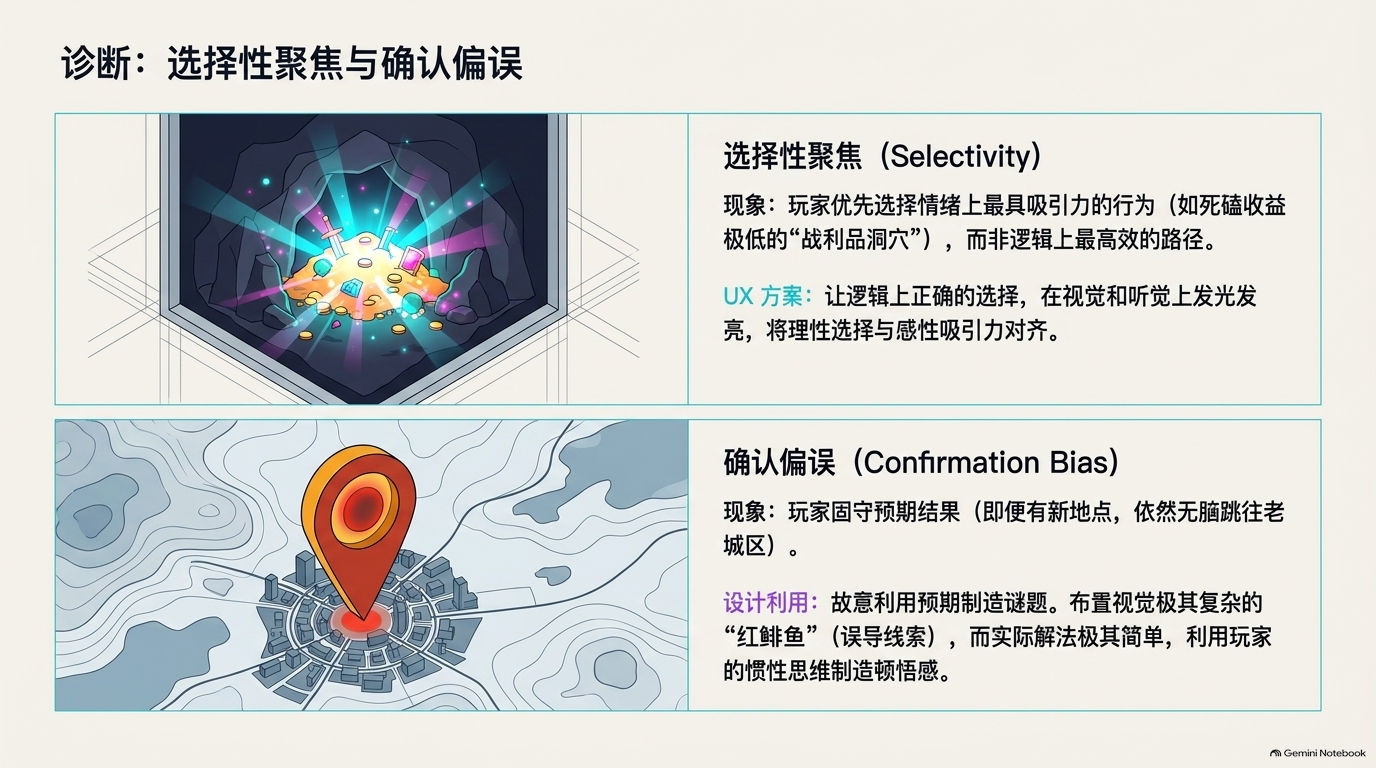 诊断：选择性聚焦与确认偏误
选择性聚焦（Selectivity）
现象：玩家优先选择情绪上最具吸引力的行为（如死磕收益
极低的“战利品洞穴”），而非逻辑上最高效的路径。
UX 方案：让逻辑上正确的选择，在视觉和听觉上发光发
亮，将理性选择与感性吸引力对齐。
确认偏误（Confirmation Bias）
现象：玩家固守预期结果（即便有新地点，依然无脑跳往老
城区）。
设计利用：故意利用预期制造谜题。布置视觉极其复杂的
“红鲱鱼”（误导线索），而实际解法极其简单，利用玩家
的惯性思维制造顿悟感。
Gemini Notebook